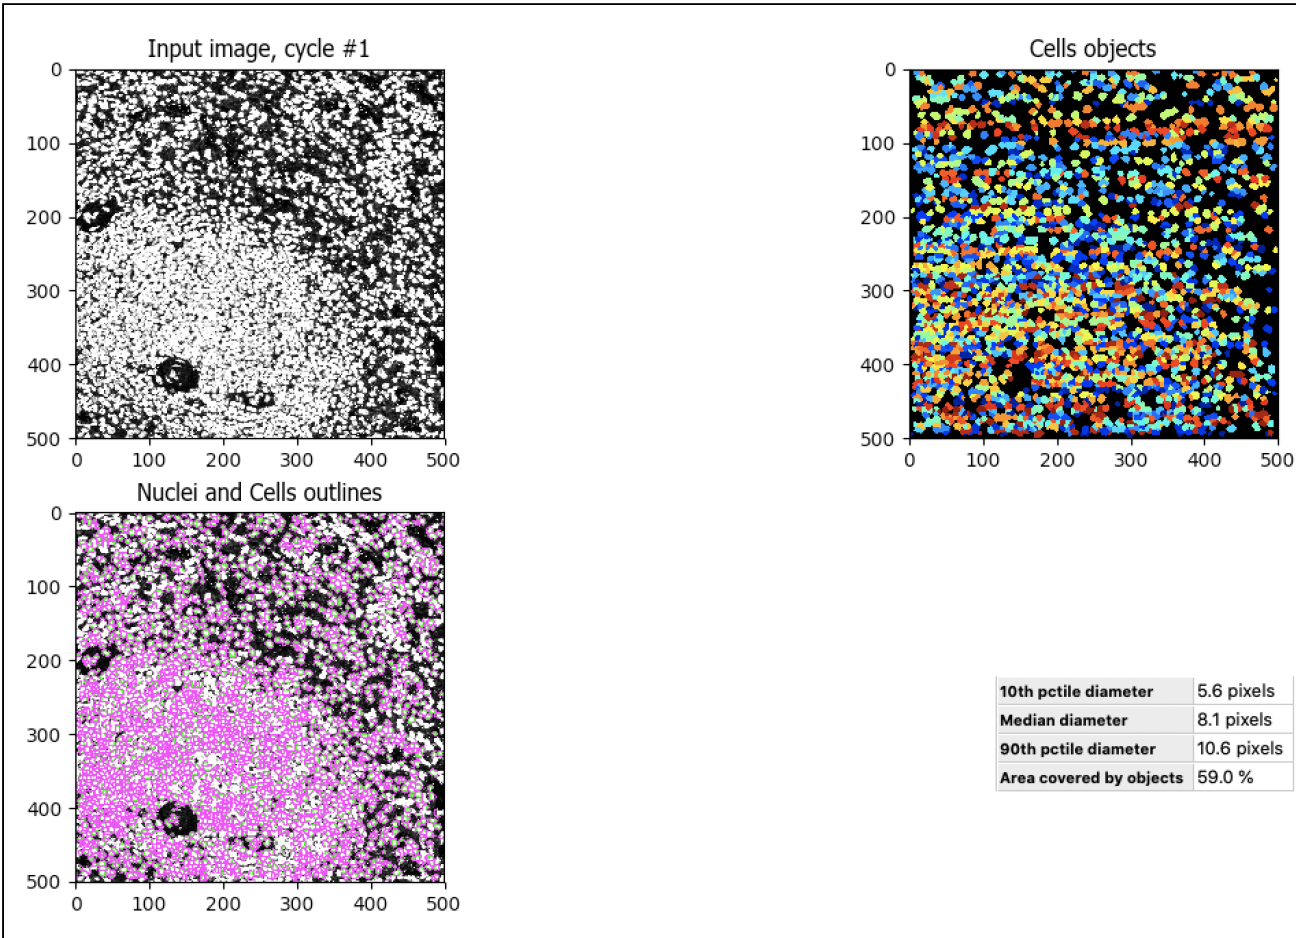 Input image, cycle #1
Cells objects
0
100
200
300
400
500
0 100 200 300 400 500
0
100
200
300
400
500
0 100 200 300 400 500
Nuclei and Cells outlines
0
100
200
300
400
500
0 100 200 300 400 500
10th pctile diameter 5.6 pixels
Median diameter 8.1 pixels
90th pctile diameter 10.6 pixels
Area covered by objects 59.0 %